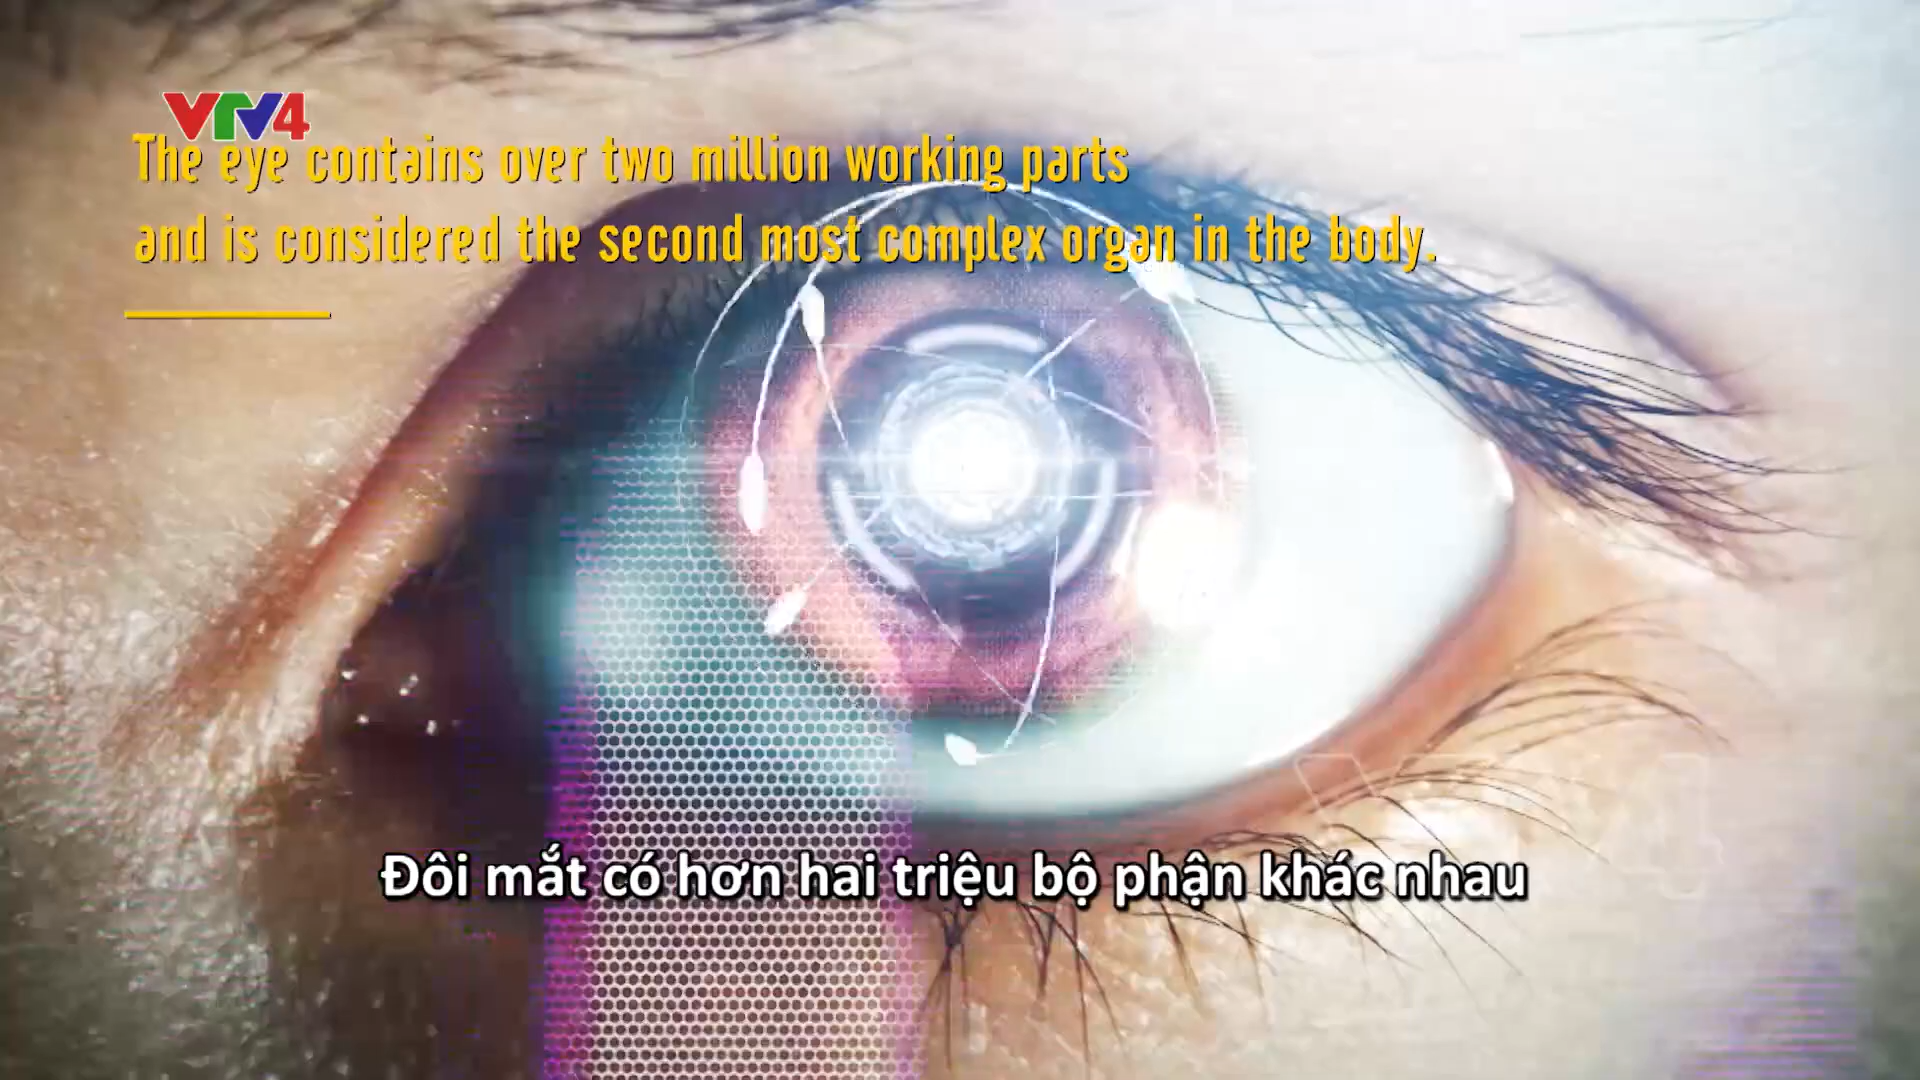 VTV4
The eye contains over two million working parts
and is considered the second most complex organ in the body.
Đôi mắt có hơn hai triệu bộ phận khác nhau